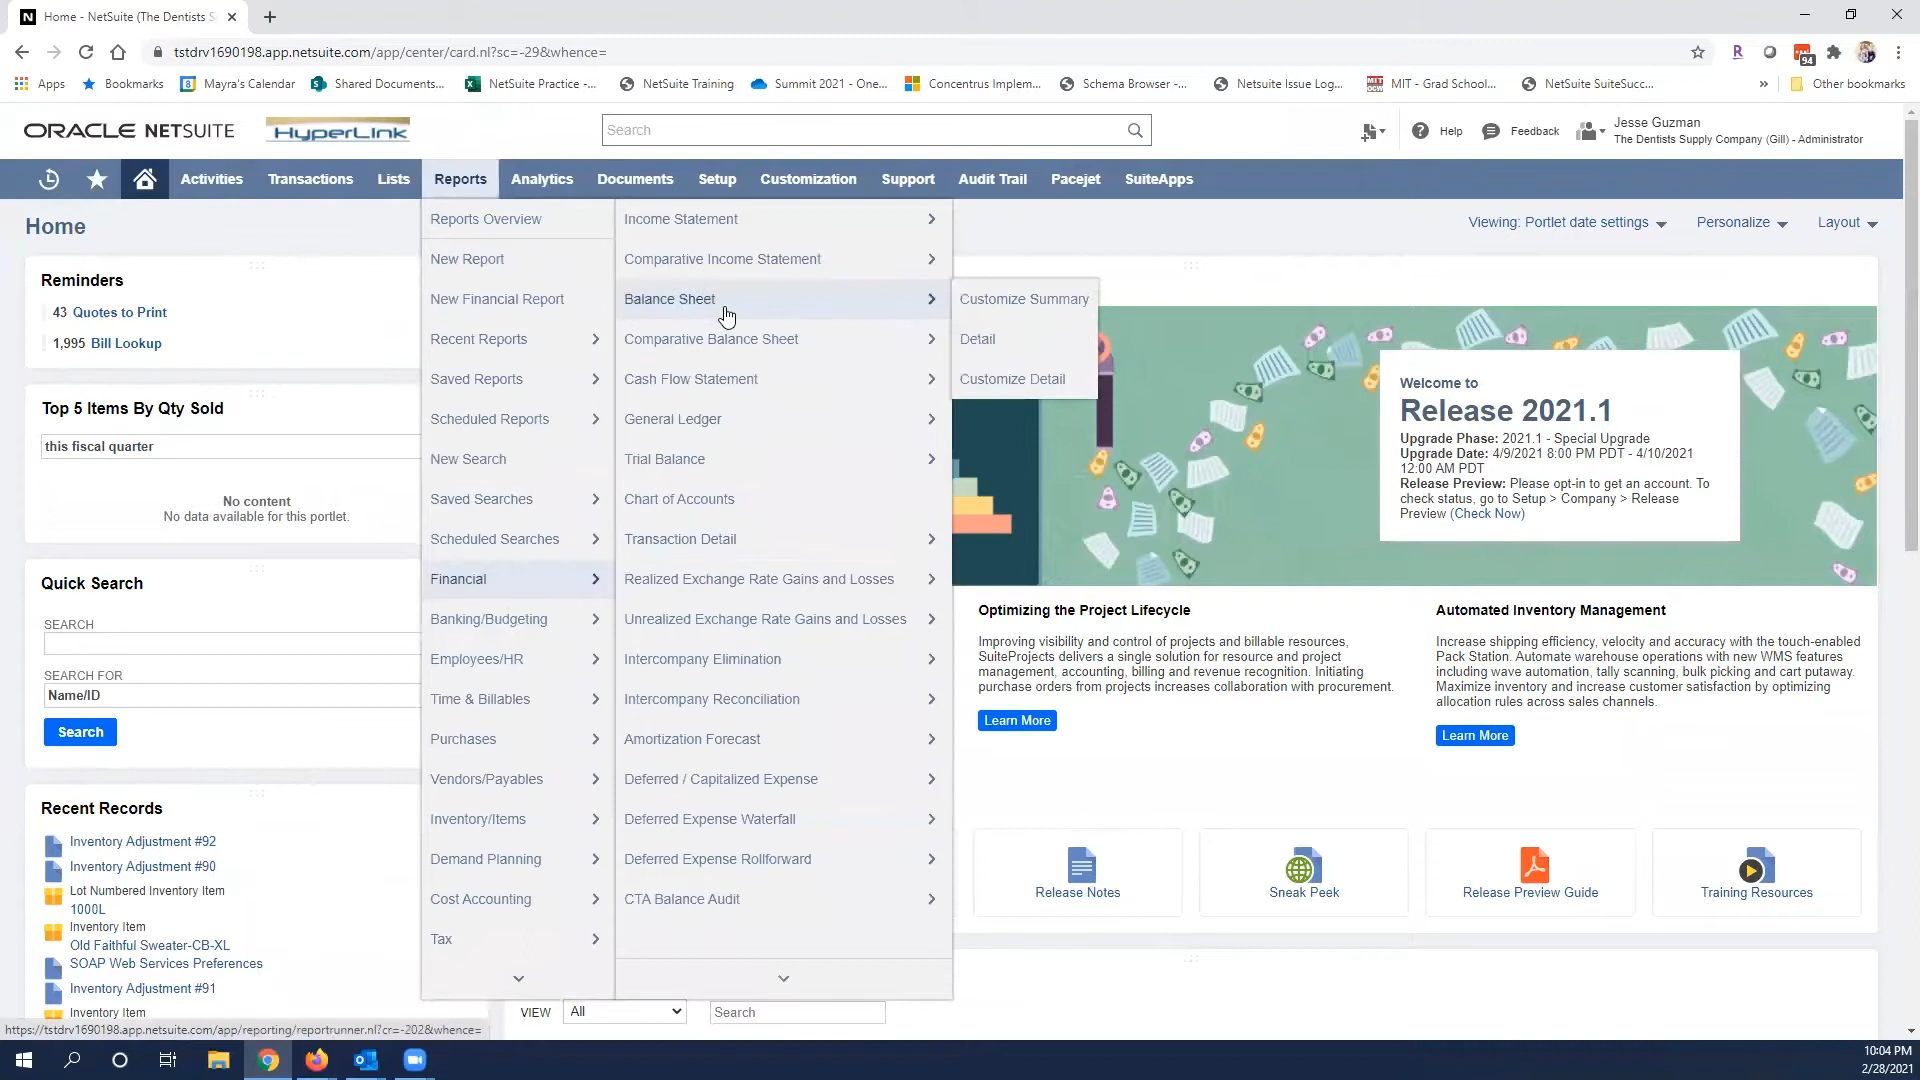 Home - NetSuite (The Dentists S
tstdrv1690198.app.netsuite.com/app/center/card.nl?sc=-29&whence=
R
94
Apps
Bookmarks
Mayra's Calendar
Shared Documents...
NetSuite Practice -...
NetSuite Training
Summit 2021 - One...
Concentrus Implem...
Schema Browser -...
Netsuite Issue Log...
MIT - Grad School...
NetSuite SuiteSucc...
»
Other bookmarks
ORACLE NETSUITE
HyperLink
Search
Help
Feedback
Jesse Guzman
The Dentists Supply Company (Gill) - Administrator
Activities
Transactions
Lists
Reports
Analytics
Documents
Setup
Customization
Support
Audit Trail
Pacejet
SuiteApps
Home
Viewing: Portlet date settings
Personalize
Layout
Reminders
43 Quotes to Print
1,995 Bill Lookup
Top 5 Items By Qty Sold
this fiscal quarter
No content
No data available for this portlet.
Quick Search
SEARCH
SEARCH FOR
Name/ID
Search
Recent Records
Inventory Adjustment #92
Inventory Adjustment #90
Lot Numbered Inventory Item
1000L
Inventory Item
Old Faithful Sweater-CB-XL
SOAP Web Services Preferences
Inventory Adjustment #91
Inventory Item
Reports Overview
New Report
New Financial Report
Recent Reports
Saved Reports
Scheduled Reports
New Search
Saved Searches
Scheduled Searches
Financial
Banking/Budgeting
Employees/HR
Time & Billables
Purchases
Vendors/Payables
Inventory/Items
Demand Planning
Cost Accounting
Tax
Income Statement
Comparative Income Statement
Balance Sheet
Comparative Balance Sheet
Cash Flow Statement
General Ledger
Trial Balance
Chart of Accounts
Transaction Detail
Realized Exchange Rate Gains and Losses
Unrealized Exchange Rate Gains and Losses
Intercompany Elimination
Intercompany Reconciliation
Amortization Forecast
Deferred / Capitalized Expense
Deferred Expense Waterfall
Deferred Expense Rollforward
CTA Balance Audit
Customize Summary
Detail
Customize Detail
Welcome to
Release 2021.1
Upgrade Phase: 2021.1 - Special Upgrade
Upgrade Date: 4/9/2021 8:00 PM PDT - 4/10/2021
12:00 AM PDT
Release Preview: Please opt-in to get an account. To
check status, go to Setup > Company > Release
Preview (Check Now)
Optimizing the Project Lifecycle
Improving visibility and control of projects and billable resources,
SuiteProjects delivers a single solution for resource and project
management, accounting, billing and revenue recognition. Initiating
purchase orders from projects increases collaboration with procurement.
Learn More
Automated Inventory Management
Increase shipping efficiency, velocity and accuracy with the touch-enabled
Pack Station. Automate warehouse operations with new WMS features
including wave automation, tally scanning, bulk picking and cart putaway.
Maximize inventory and increase customer satisfaction by optimizing
allocation rules across sales channels.
Learn More
Release Notes
Sneak Peek
Release Preview Guide
Training Resources
VIEW
All
Search
https://tstdrv1690198.app.netsuite.com/app/reporting/reportrunner.nl?cr=-202&whence=
10:04 PM
2/28/2021